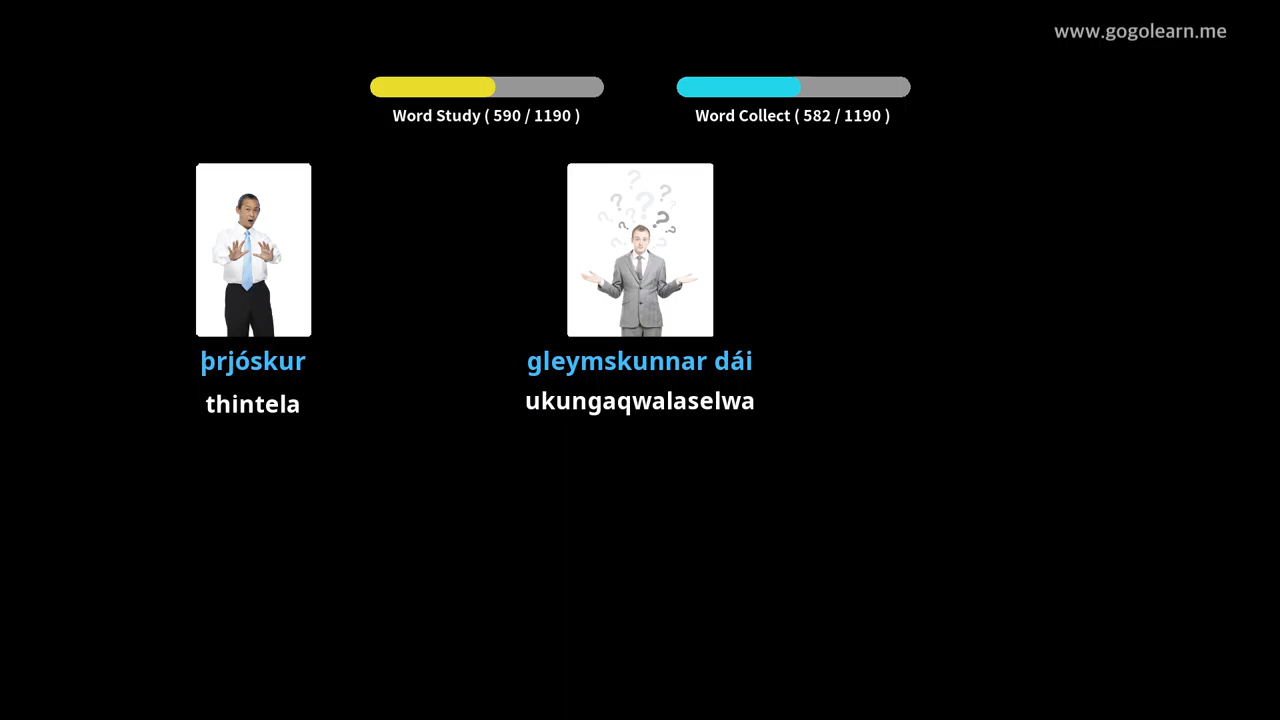 www.gogolearn.me
Word Study ( 590 / 1190 )
Word Collect ( 582 / 1190 )
þrjóskur
gleymskunnar dái
thintela
ukungaqwalaselwa